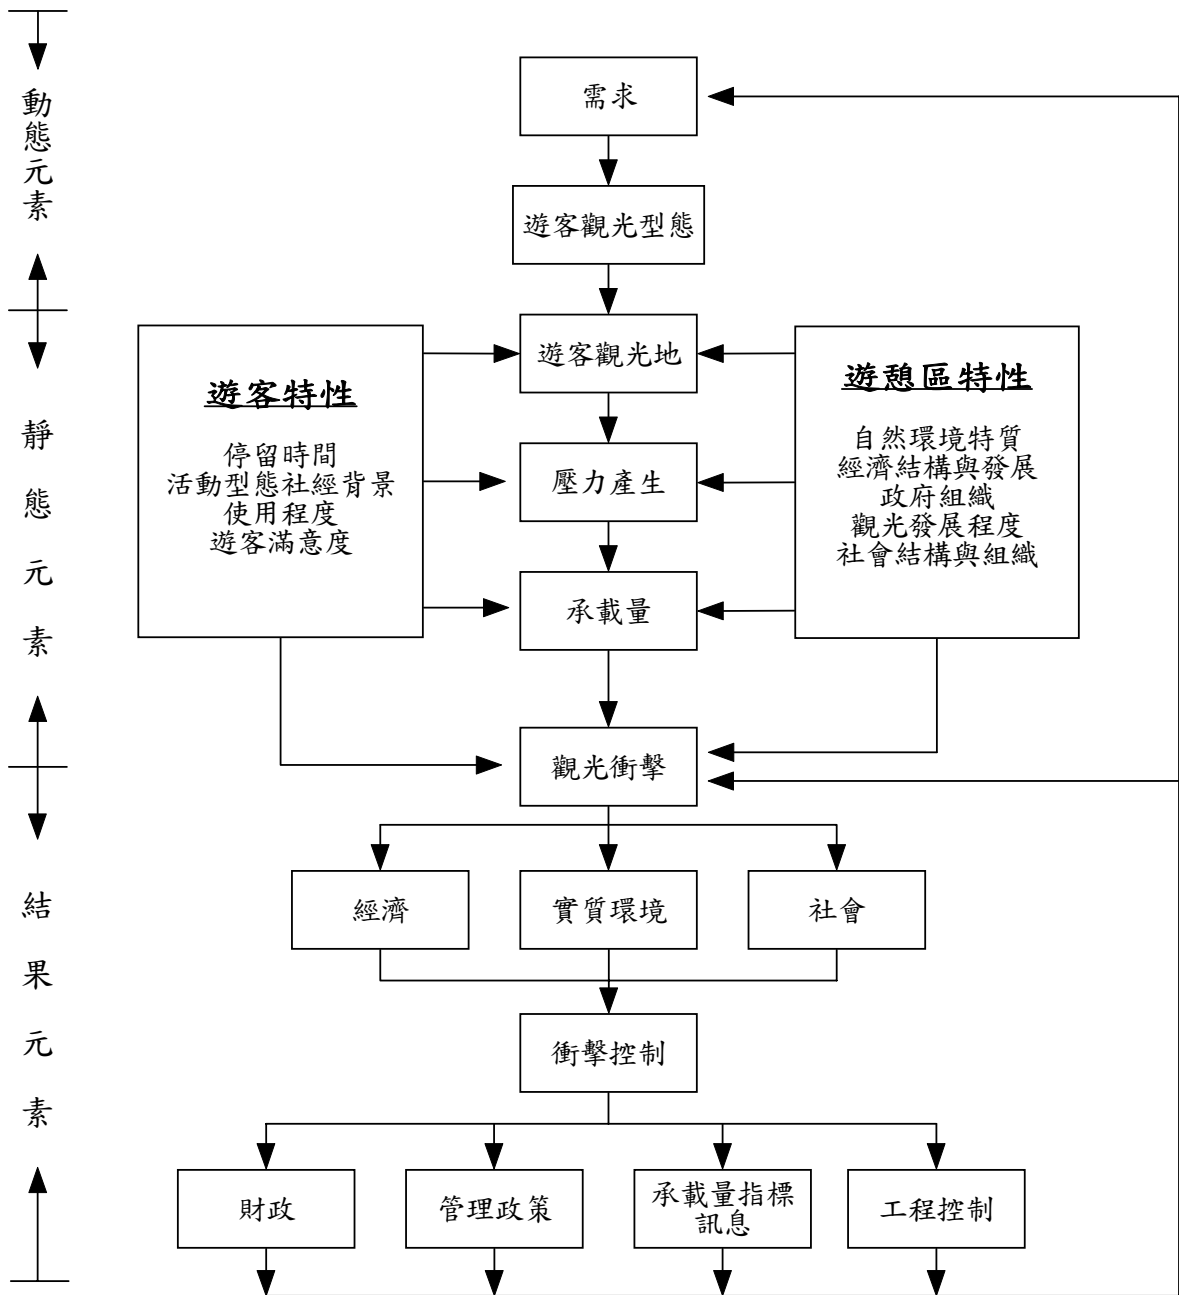 動態元素
靜態元素
結果元素
需求
遊客觀光型態
遊客觀光地
遊客特性
停留時間
活動型態社經背景
使用程度
遊客滿意度
遊憩區特性
自然環境特質
經濟結構與發展
政府組織
觀光發展程度
社會結構與組織
壓力產生
承載量
觀光衝擊
經濟
實質環境
社會
衝擊控制
財政
管理政策
承載量指標
訊息
工程控制